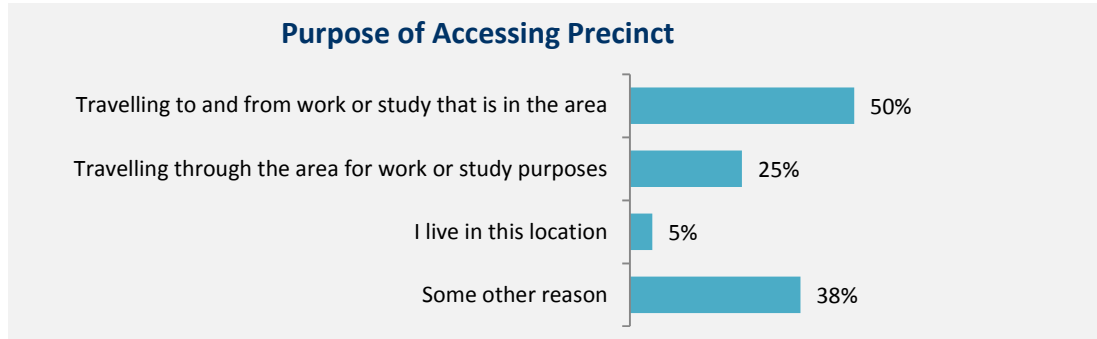 Purpose of Accessing Precinct
Travelling to and from work or study that is in the area 50%
Travelling through the area for work or study purposes 25%
I live in this location 5%
Some other reason 38%